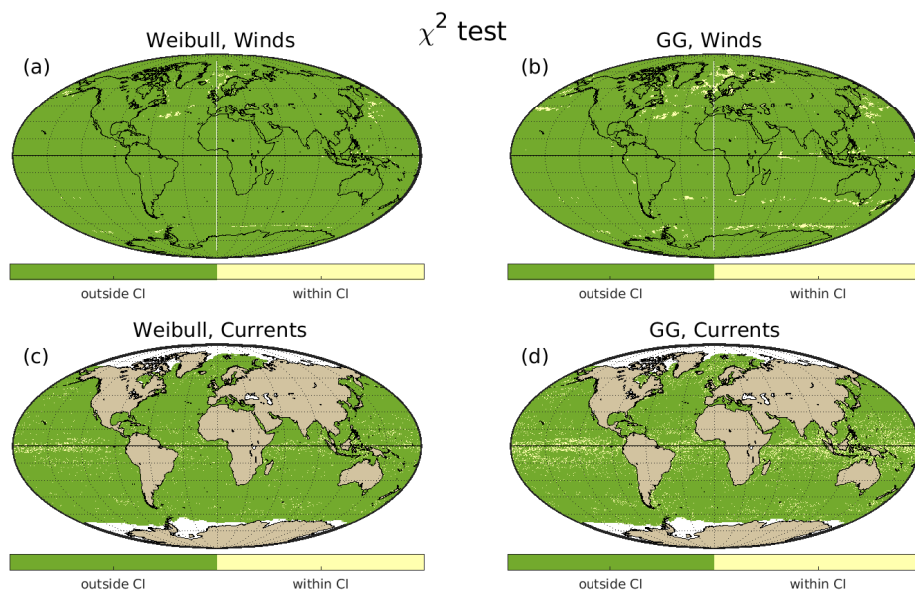 χ² test
Weibull, Winds
GG, Winds
(a)
(b)
outside CI
within CI
outside CI
within CI
Weibull, Currents
GG, Currents
(c)
(d)
outside CI
within CI
outside CI
within CI